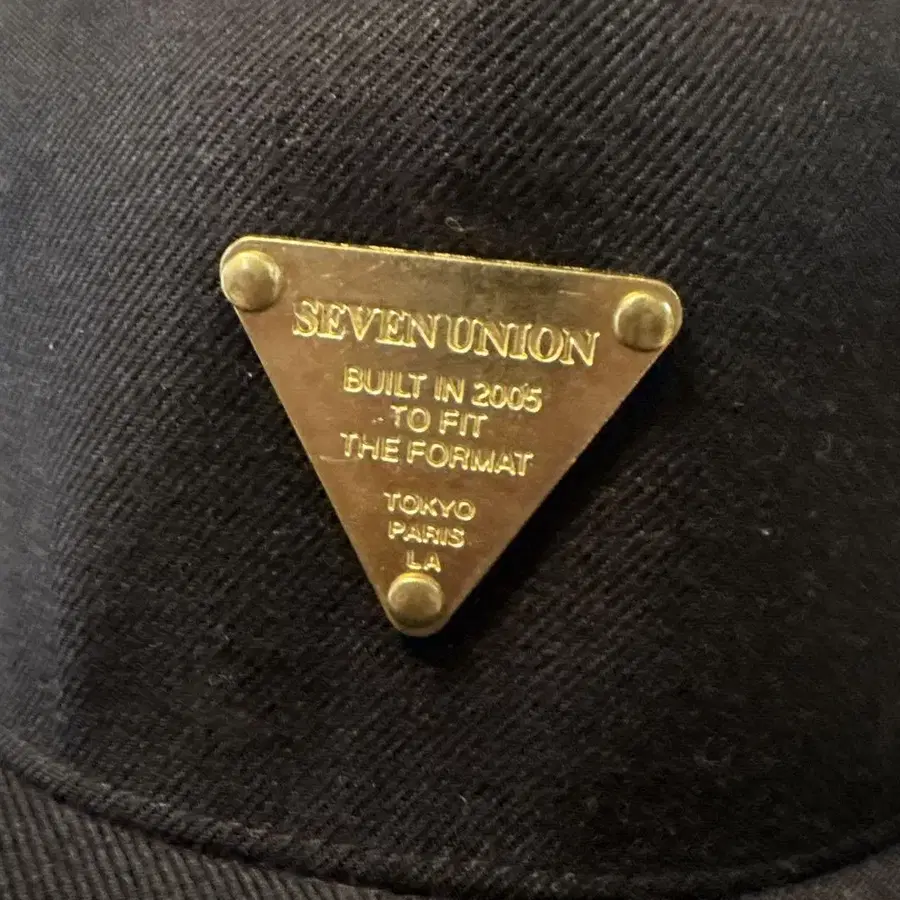 SEVEN UNION
BUILT IN 2005
TO FIT
THE FORMAT
TOKYO
PARIS
LA